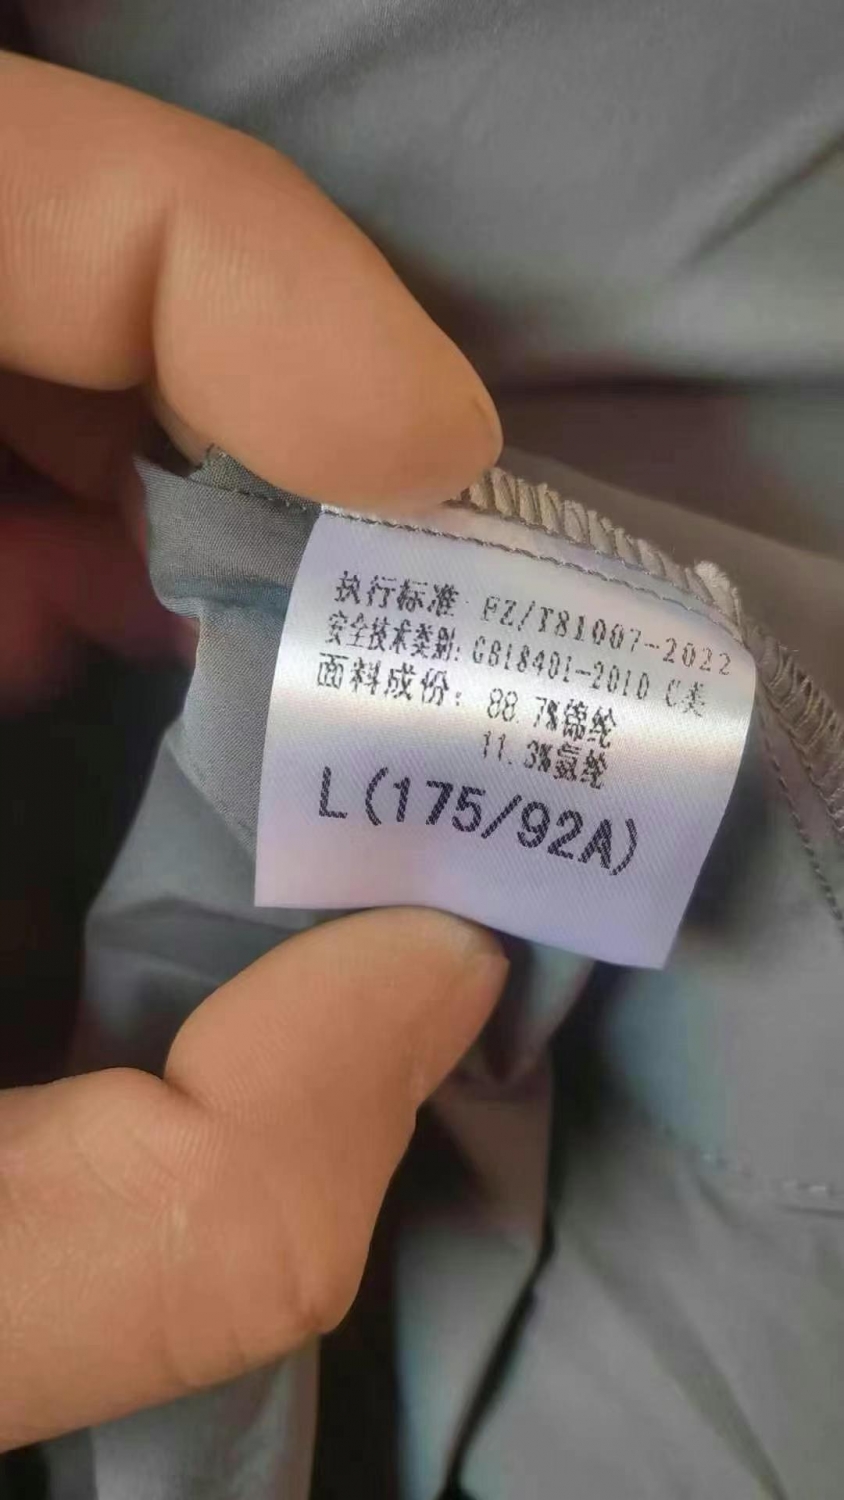 执行标准 FZ/T81007-2022
安全技术类别: GB18401-2010 C类
面料成份: 88.7%锦纶
11.3%氨纶
L(175/92A)